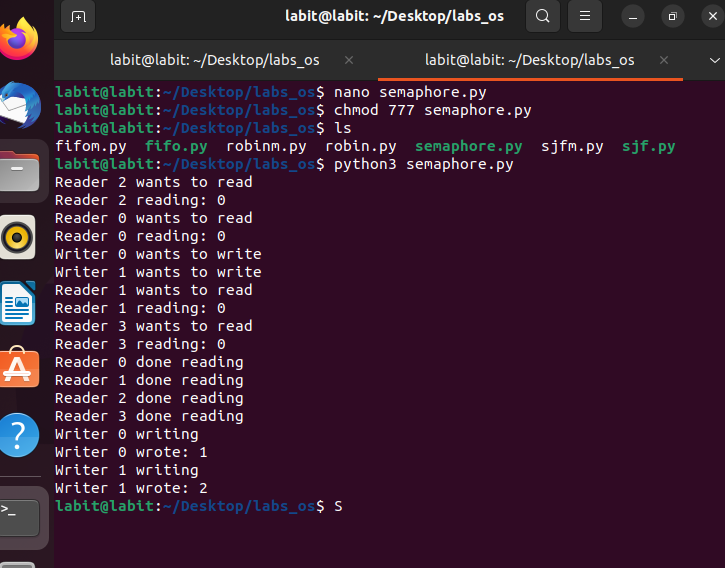 labit@labit: ~/Desktop/labs_os
labit@labit: ~/Desktop/labs_os × labit@labit: ~/Desktop/labs_os ×
labit@labit:~/Desktop/labs_os$ nano semaphore.py
labit@labit:~/Desktop/labs_os$ chmod 777 semaphore.py
labit@labit:~/Desktop/labs_os$ ls
fifom.py fifo.py robinm.py robin.py semaphore.py sjfm.py sjf.py
labit@labit:~/Desktop/labs_os$ python3 semaphore.py
Reader 2 wants to read
Reader 2 reading: 0
Reader 0 wants to read
Reader 0 reading: 0
Writer 0 wants to write
Writer 1 wants to write
Reader 1 wants to read
Reader 1 reading: 0
Reader 3 wants to read
Reader 3 reading: 0
Reader 0 done reading
Reader 1 done reading
Reader 2 done reading
Reader 3 done reading
Writer 0 writing
Writer 0 wrote: 1
Writer 1 writing
Writer 1 wrote: 2
labit@labit:~/Desktop/labs_os$ S